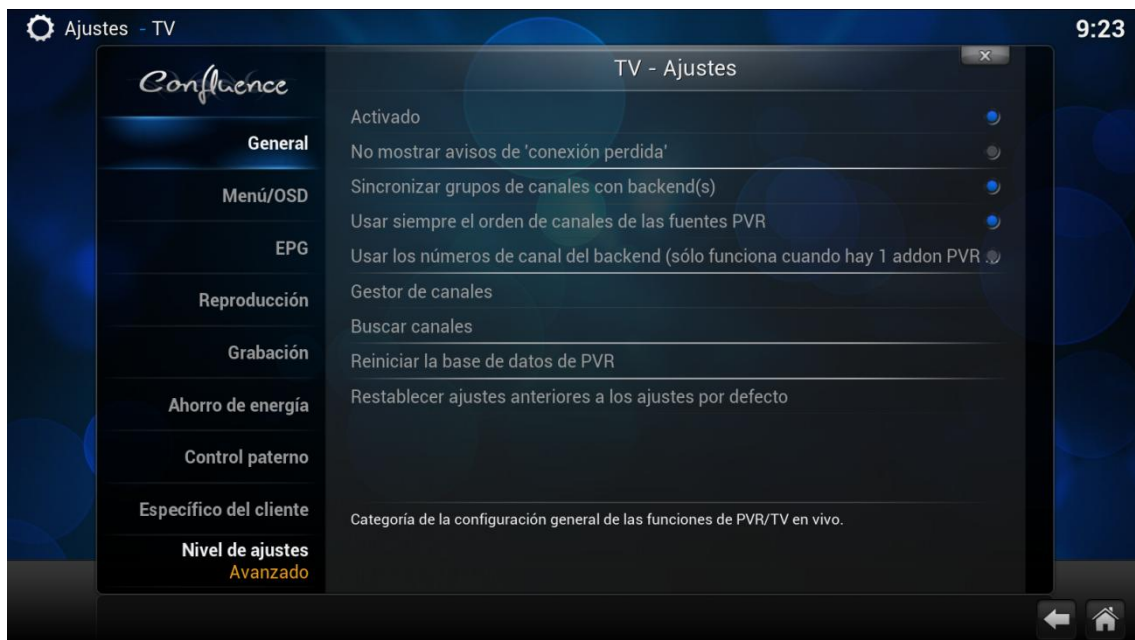 Ajustes - TV
9:23
Confluence
TV - Ajustes
x
General
Menú/OSD
EPG
Reproducción
Grabación
Ahorro de energía
Control paterno
Específico del cliente
Nivel de ajustes
Avanzado
Activado
No mostrar avisos de 'conexión perdida'
Sincronizar grupos de canales con backend(s)
Usar siempre el orden de canales de las fuentes PVR
Usar los números de canal del backend (sólo funciona cuando hay 1 addon PVR ..
Gestor de canales
Buscar canales
Reiniciar la base de datos de PVR
Restablecer ajustes anteriores a los ajustes por defecto
Categoría de la configuración general de las funciones de PVR/TV en vivo.